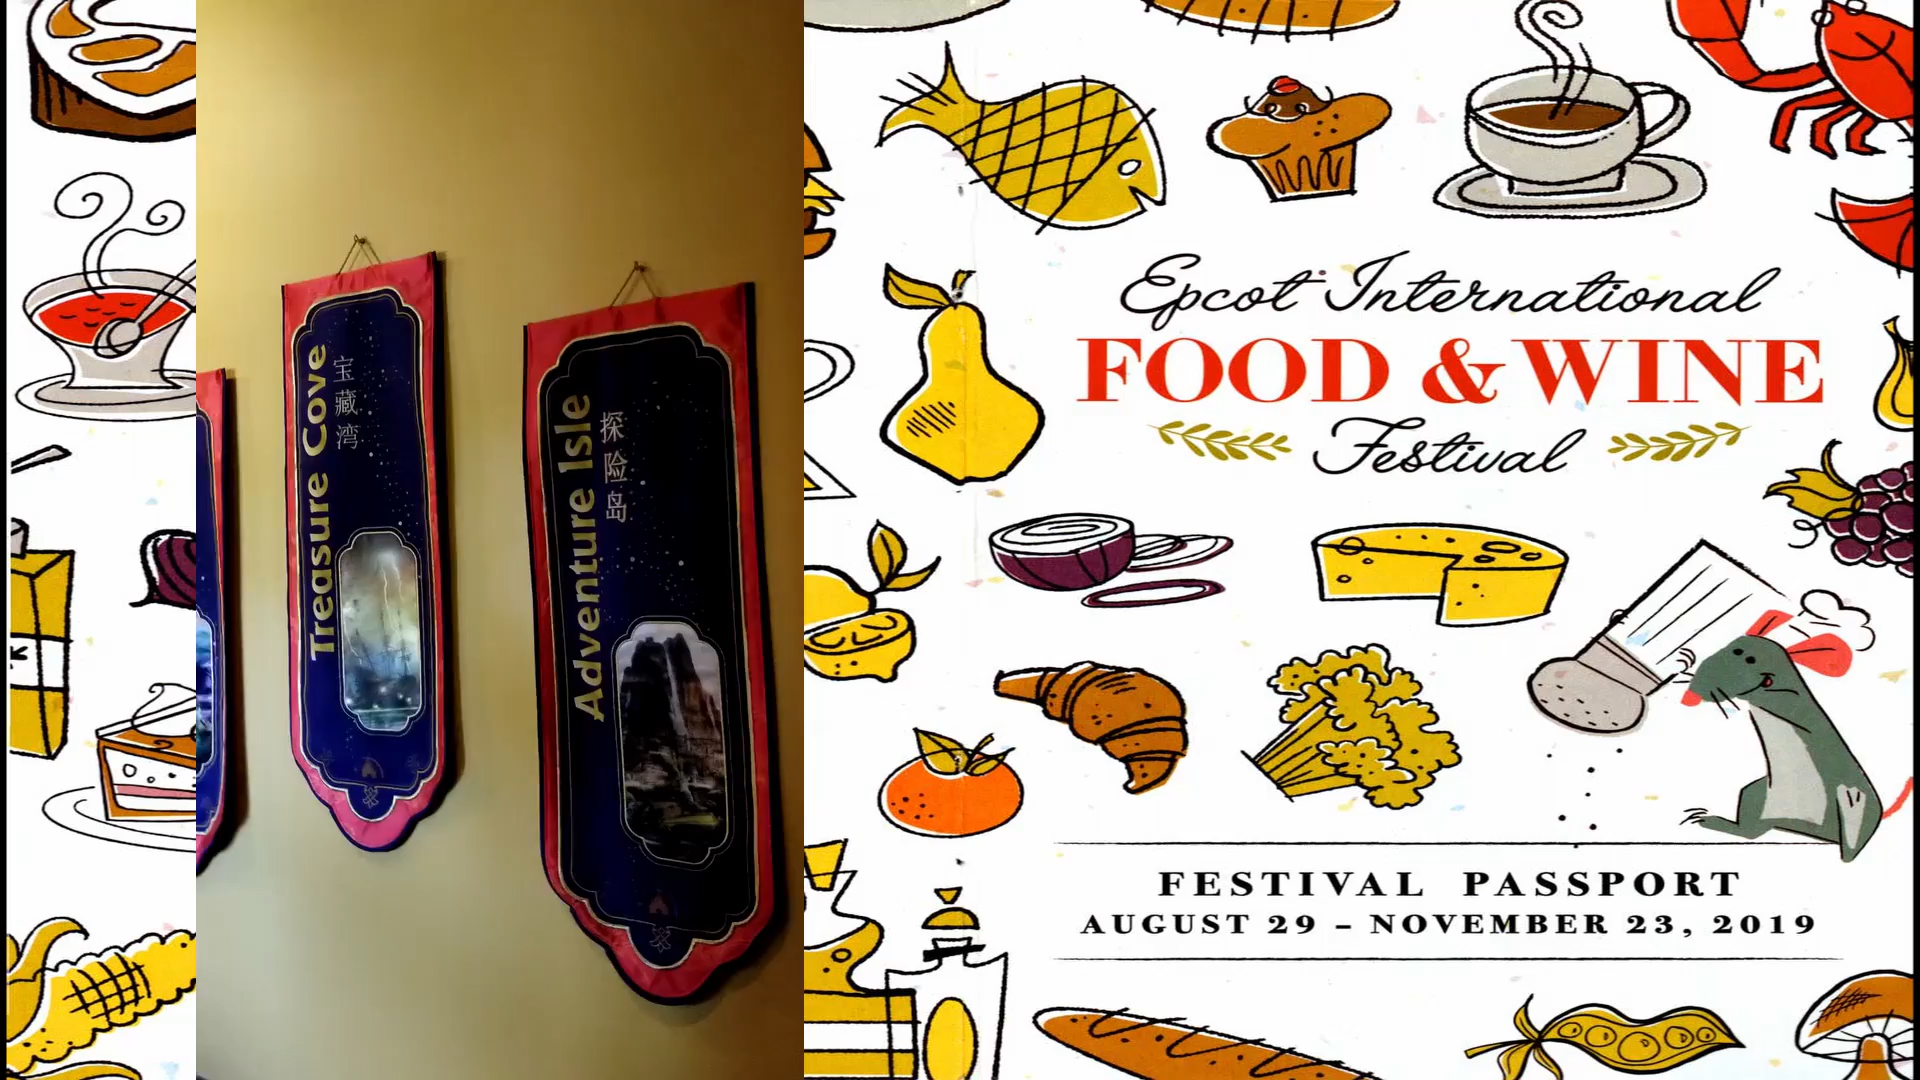 Treasure Cove
宝藏湾
Adventure Isle
探险岛
Epcot International
FOOD & WINE
Festival
FESTIVAL PASSPORT
AUGUST 29 – NOVEMBER 23, 2019